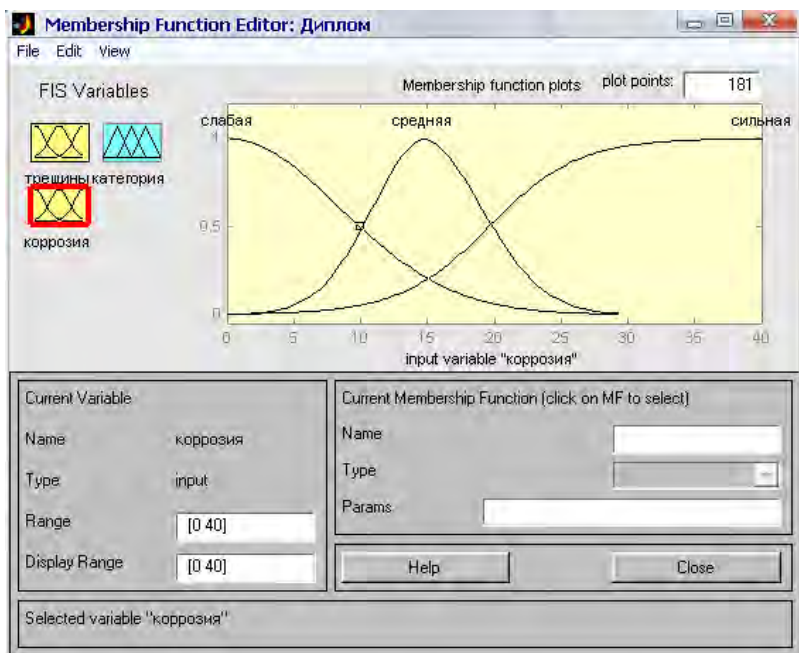 Membership Function Editor: Диплом
File Edit View
FIS Variables
Membership function plots plot points: 181
слабая средняя сильная
трещины категория
коррозия
1
0.5
0
0 5 10 15 20 25 30 35 40
input variable "коррозия"
Current Variable
Name коррозия
Type input
Range [0 40]
Display Range [0 40]
Current Membership Function (click on MF to select)
Name
Type
Params
Help Close
Selected variable "коррозия"